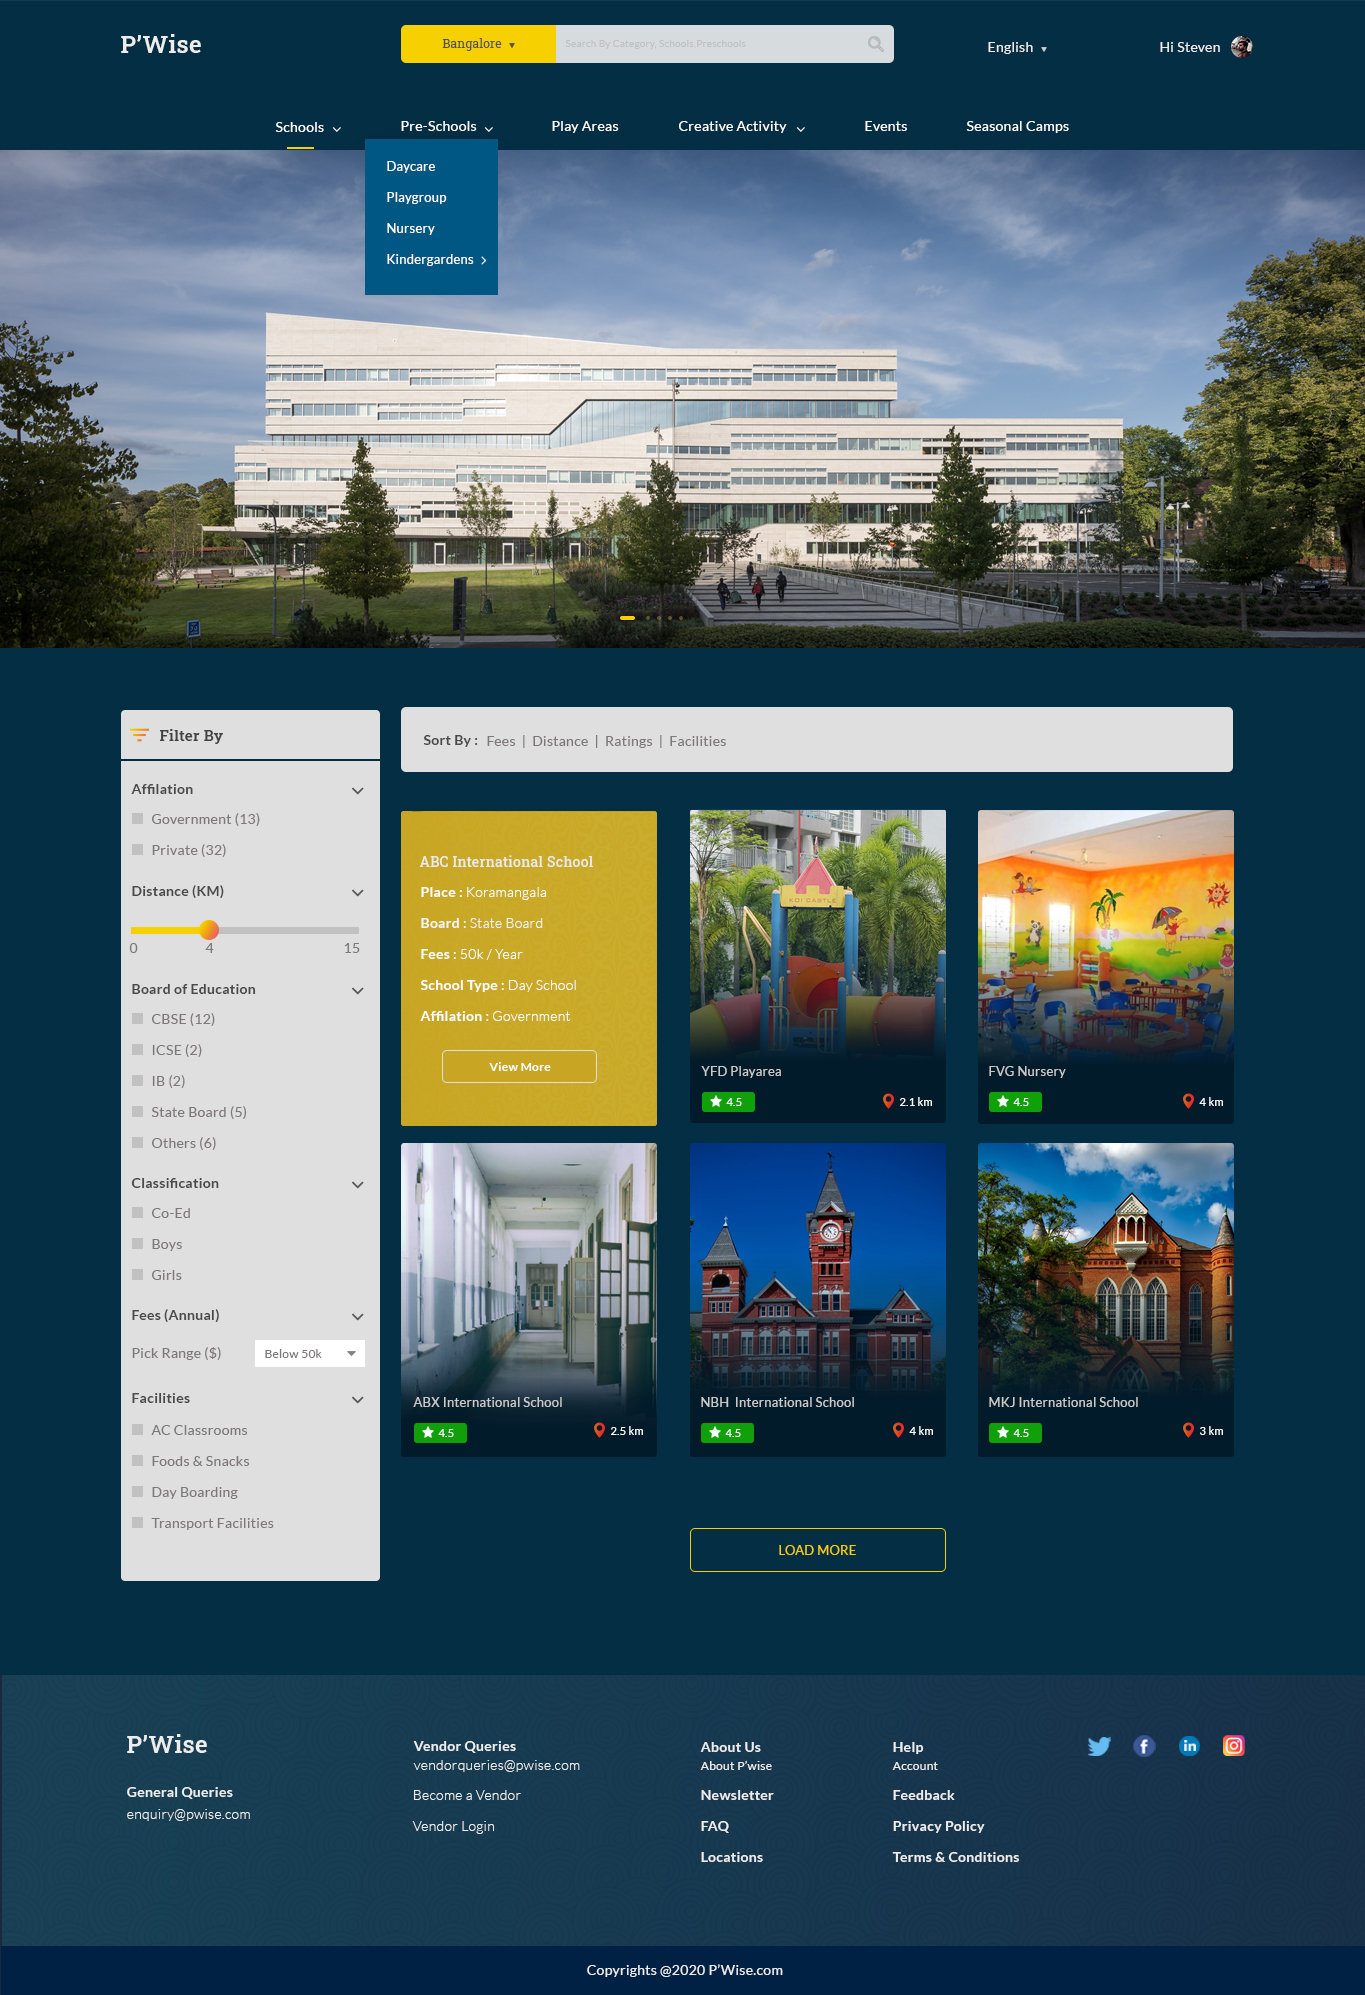 P'Wise
Bangalore
Search By Category, Schools,Preschools
English
Hi Steven
Schools
Pre-Schools
Play Areas
Creative Activity
Events
Seasonal Camps
Daycare
Playgroup
Nursery
Kindergardens
Filter By
Affilation
Government (13)
Private (32)
Distance (KM)
0 4 15
Board of Education
CBSE (12)
ICSE (2)
IB (2)
State Board (5)
Others (6)
Classification
Co-Ed
Boys
Girls
Fees (Annual)
Pick Range ($) Below 50k
Facilities
AC Classrooms
Foods & Snacks
Day Boarding
Transport Facilities
Sort By : Fees | Distance | Ratings | Facilities
ABC International School
Place : Koramangala
Board : State Board
Fees : 50k / Year
School Type : Day School
Affilation : Government
View More
KOI CASTLE
YFD Playarea
4.5 2.1 km
FVG Nursery
4.5 4 km
ABX International School
4.5 2.5 km
NBH International School
4.5 4 km
MKJ International School
4.5 3 km
LOAD MORE
P'Wise
General Queries
enquiry@pwise.com
Vendor Queries
vendorqueries@pwise.com
Become a Vendor
Vendor Login
About Us
About P'wise
Newsletter
FAQ
Locations
Help
Account
Feedback
Privacy Policy
Terms & Conditions
Copyrights @2020 P'Wise.com